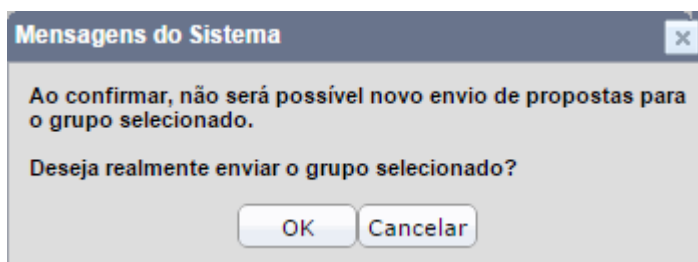 Mensagens do Sistema
Ao confirmar, não será possível novo envio de propostas para
o grupo selecionado.
Deseja realmente enviar o grupo selecionado?
OK
Cancelar